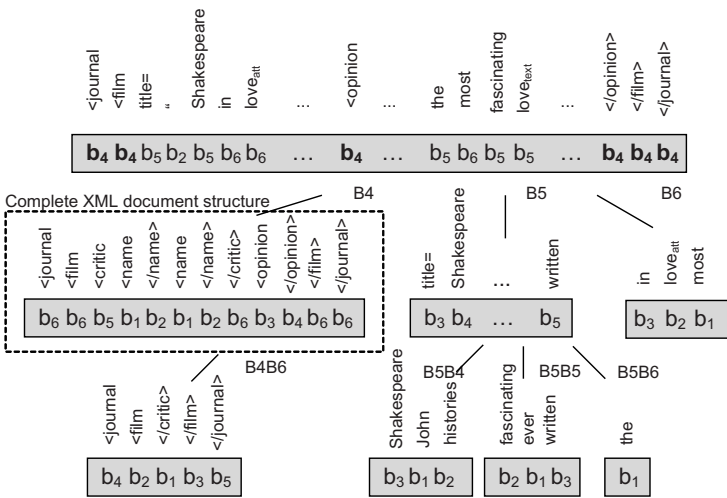 <journal <film title= “ Shakespeare in love_att ... <opinion ... the most fascinating love_text ... </opinion> </film> </journal>
b4 b4 b5 b2 b5 b6 b6 ... b4 ... b5 b6 b5 b5 ... b4 b4 b4
Complete XML document structure
B4 B5 B6
<journal <film <critic <name </name> <name </name> </critic> <opinion </opinion> </film> </journal>
b6 b6 b5 b1 b2 b1 b2 b6 b3 b4 b6 b6
title= Shakespeare ... written
b3 b4 ... b5
in love_att most
b3 b2 b1
B4B6 B5B4 B5B5 B5B6
<journal <film </critic> </film> </journal>
b4 b2 b1 b3 b5
Shakespeare John histories
b3 b1 b2
fascinating ever written
b2 b1 b3
the
b1